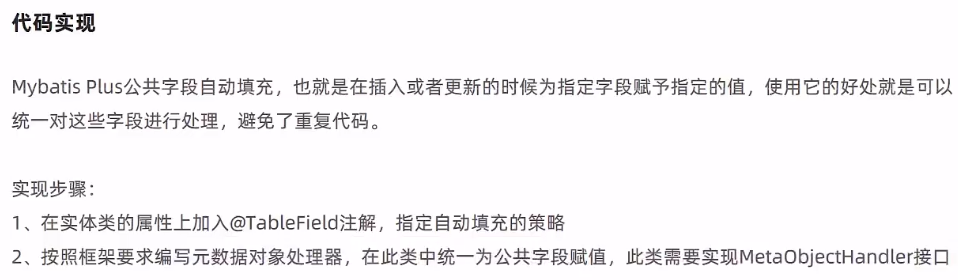 代码实现
Mybatis Plus公共字段自动填充，也就是在插入或者更新的时候为指定字段赋予指定的值，使用它的好处就是可以
统一对这些字段进行处理，避免了重复代码。
实现步骤：
1、在实体类的属性上加入@TableField注解，指定自动填充的策略
2、按照框架要求编写元数据对象处理器，在此类中统一为公共字段赋值，此类需要实现MetaObjectHandler接口